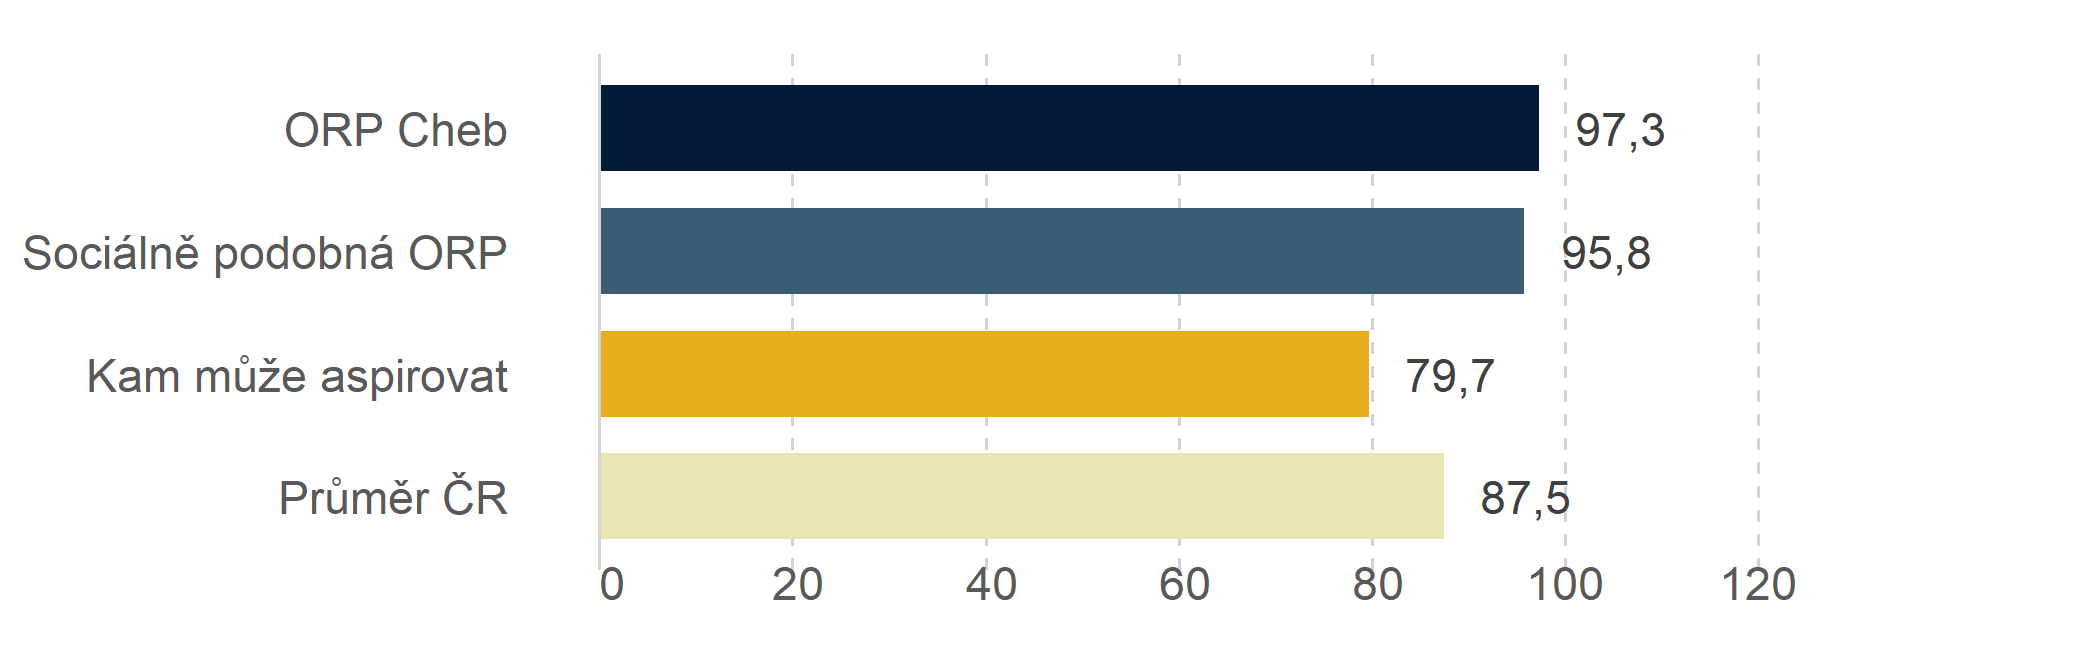 ORP Cheb
97,3
Sociálně podobná ORP
95,8
Kam může aspirovat
79,7
Průměr ČR
87,5
0 20 40 60 80 100 120